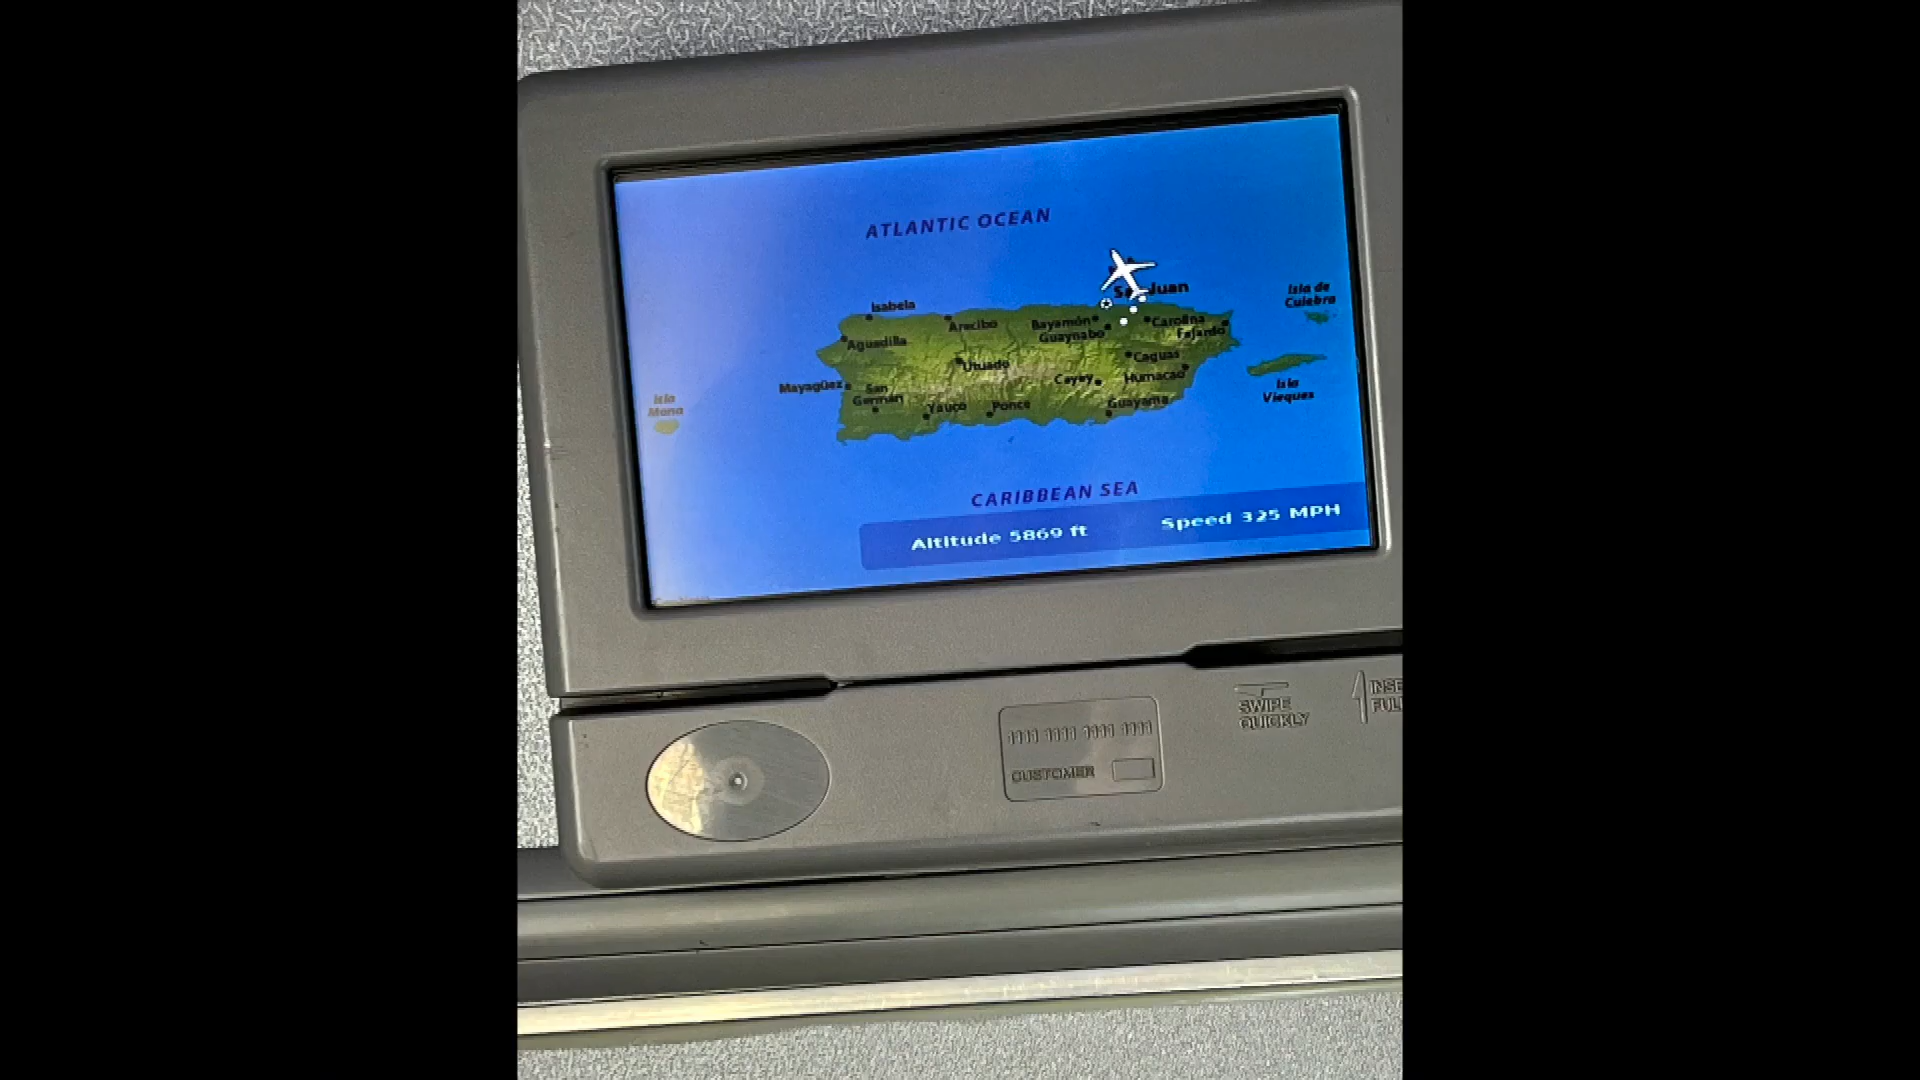 ATLANTIC OCEAN
San Juan
Isla de
Culebra
Isabela
Arecibo
Bayamón
Carolina
Guaynabo
Fajardo
Aguadilla
Utuado
Caguas
Mayagüez
San
Germán
Cayey
Humacao
Isla
Vieques
Isla
Mona
Yauco
Ponce
Guayama
CARIBBEAN SEA
Altitude 5869 ft
Speed 325 MPH
SWIPE
QUICKLY
1111 1111 1111 1111
CUSTOMER